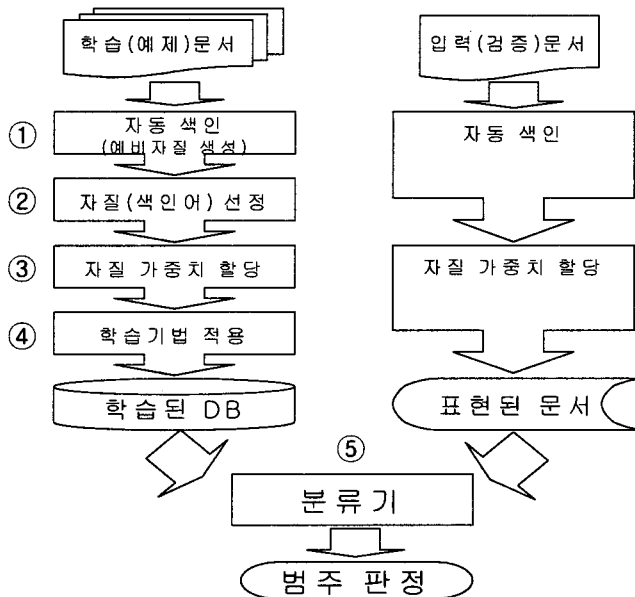 학습(예제)문서
① 자동 색인
(예비자질 생성)
② 자질(색인어) 선정
③ 자질 가중치 할당
④ 학습기법 적용
학습된 DB
입력(검증)문서
자동 색인
자질 가중치 할당
표현된 문서
⑤
분류기
범주 판정